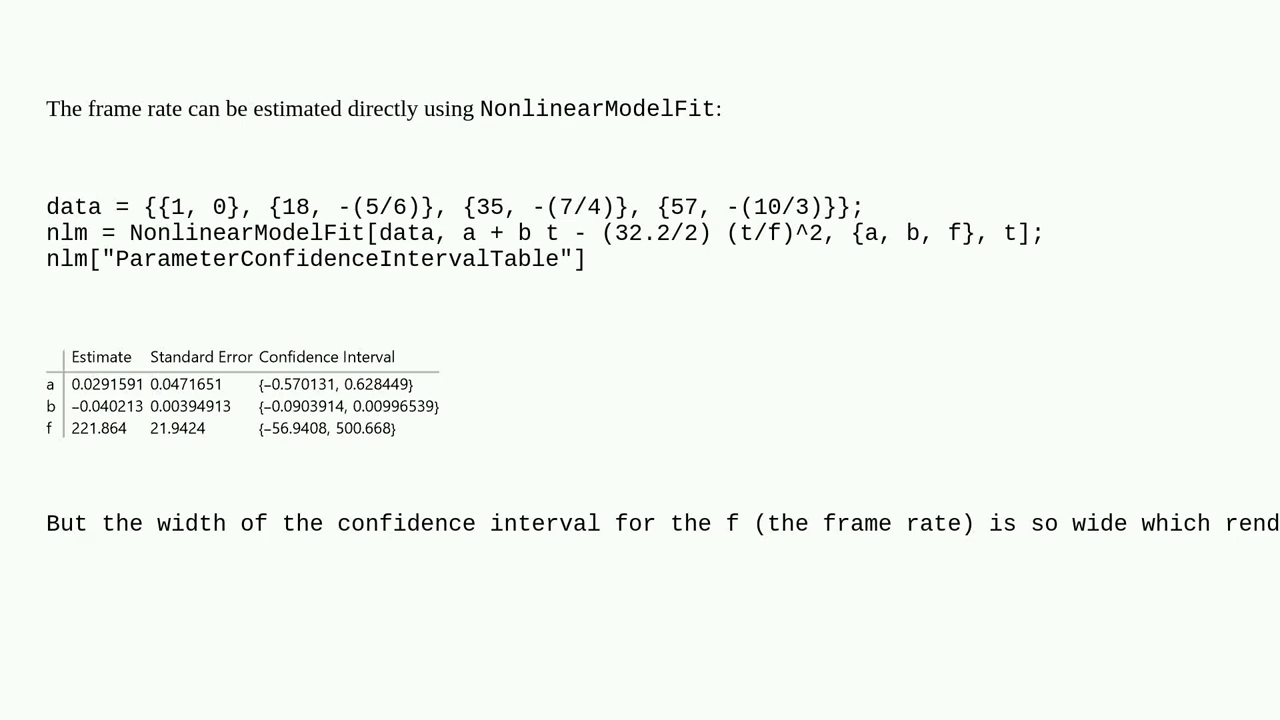 The frame rate can be estimated directly using NonlinearModelFit:
data = {{1, 0}, {18, -(5/6)}, {35, -(7/4)}, {57, -(10/3)}};
nlm = NonlinearModelFit[data, a + b t - (32.2/2) (t/f)^2, {a, b, f}, t];
nlm["ParameterConfidenceIntervalTable"]
Estimate Standard Error Confidence Interval
a 0.0291591 0.0471651 {–0.570131, 0.628449}
b –0.040213 0.00394913 {–0.0903914, 0.00996539}
f 221.864 21.9424 {–56.9408, 500.668}
But the width of the confidence interval for the f (the frame rate) is so wide which rend